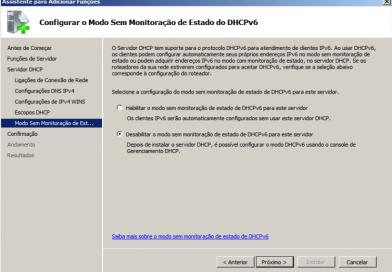 Assistente para Adicionar Funções
Configurar o Modo Sem Monitoração de Estado do DHCPv6
Antes de Começar
Funções de Servidor
Servidor DHCP
Ligações de Conexão de Rede
Configurações DNS IPv4
Configurações de IPv4 WINS
Escopos DHCP
Modo Sem Monitoração de Est...
Confirmação
Andamento
Resultados
O Servidor DHCP tem suporte para o protocolo DHCPv6 para atendimento de clientes IPv6. Ao usar DHCPv6,
os clientes podem configurar automaticamente seus próprios endereços IPv6 no modo sem monitoração de
estado ou podem adquirir endereços IPv6 no modo com monitoração de estado, no servidor DHCP. Se os
roteadores da sua rede estiverem configurados para aceitar DHCPv6, verifique se a seleção abaixo
corresponde à configuração do roteador.
Selecione a configuração do modo sem monitoração de estado de DHCPv6 para este servidor.
Habilitar o modo sem monitoração de estado de DHCPv6 para este servidor
Os clientes IPv6 serão automaticamente configurados sem usar este servidor DHCP.
Desabilitar o modo sem monitoração de estado de DHCPv6 para este servidor
Depois de instalar o servidor DHCP, é possível configurar o modo DHCPv6 usando o console de
Gerenciamento DHCP.
Saiba mais sobre o modo sem monitoração de estado de DHCPv6
< Anterior
Próximo >
Instalar
Cancelar